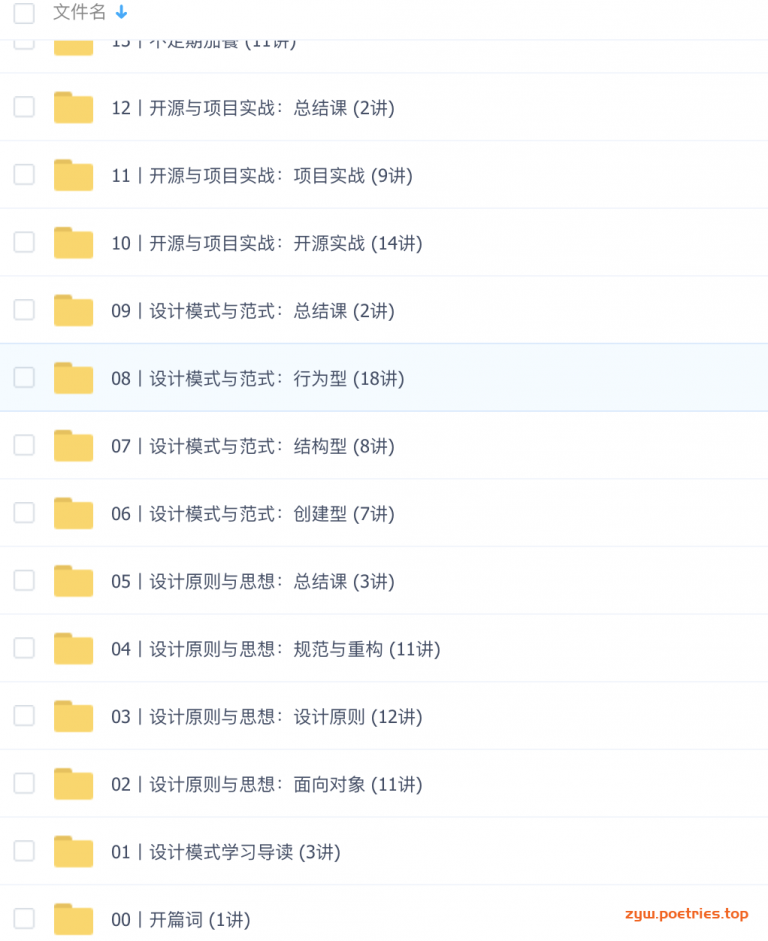 文件名
13丨不定期加餐 (11讲)
12丨开源与项目实战：总结课 (2讲)
11丨开源与项目实战：项目实战 (9讲)
10丨开源与项目实战：开源实战 (14讲)
09丨设计模式与范式：总结课 (2讲)
08丨设计模式与范式：行为型 (18讲)
07丨设计模式与范式：结构型 (8讲)
06丨设计模式与范式：创建型 (7讲)
05丨设计原则与思想：总结课 (3讲)
04丨设计原则与思想：规范与重构 (11讲)
03丨设计原则与思想：设计原则 (12讲)
02丨设计原则与思想：面向对象 (11讲)
01丨设计模式学习导读 (3讲)
00丨开篇词 (1讲)
zyw.poetries.top